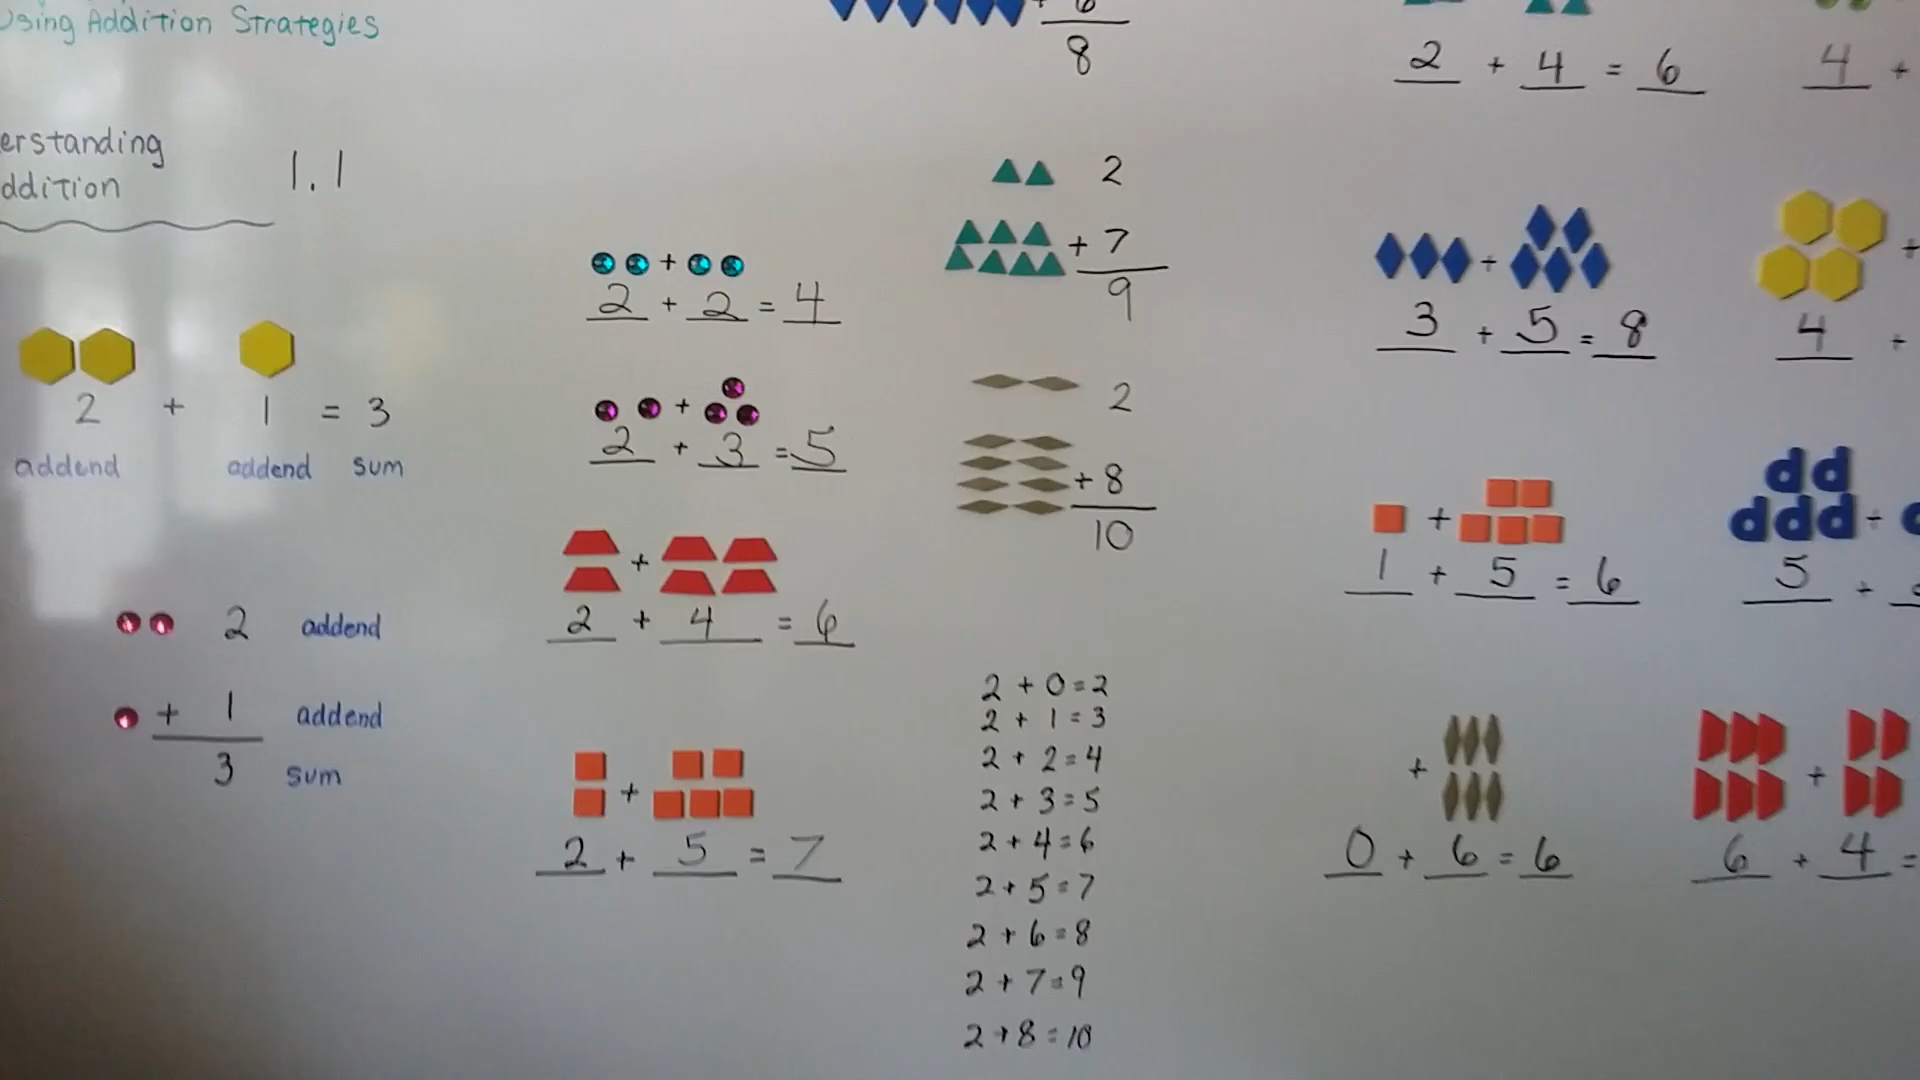 Using Addition Strategies
erstanding
ddition
1.1
2 + 1 = 3
addend addend sum
2 addend
+ 1 addend
3 sum
+
2 + 2 = 4
+
2 + 3 = 5
+
2 + 4 = 6
+
2 + 5 = 7
+ 6
8
2
+ 7
9
2
+ 8
10
2 + 0 = 2
2 + 1 = 3
2 + 2 = 4
2 + 3 = 5
2 + 4 = 6
2 + 5 = 7
2 + 6 = 8
2 + 7 = 9
2 + 8 = 10
2 + 4 = 6
+
3 + 5 = 8
+
1 + 5 = 6
+
0 + 6 = 6
4 +
+
4 +
dd
ddd +
5 +
+
6 + 4 =